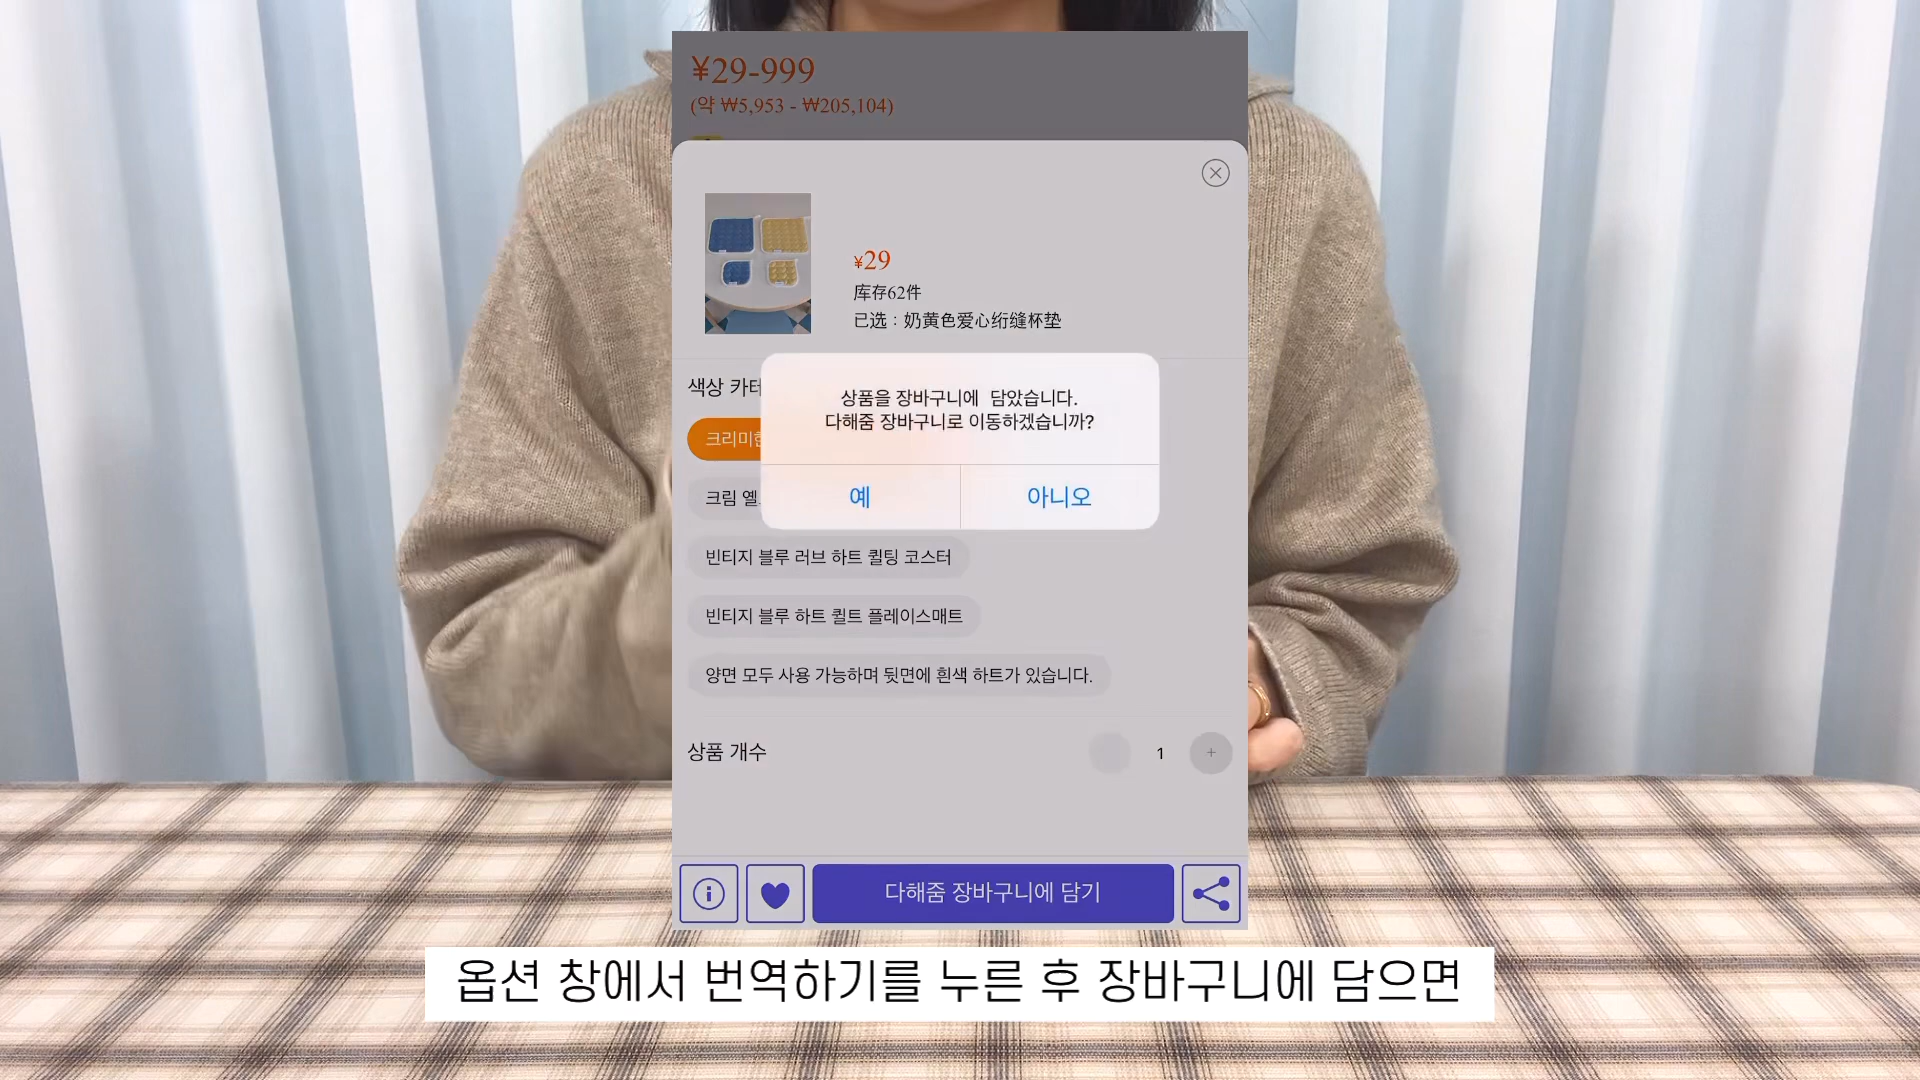 ¥29-999
(약 ₩5,953 - ₩205,104)
¥29
库存62件
已选：奶黄色爱心绗缝杯垫
색상 카테
상품을 장바구니에 담았습니다.
다해줌 장바구니로 이동하겠습니까?
크리미한
예
아니오
크림 옐
빈티지 블루 러브 하트 퀼팅 코스터
빈티지 블루 하트 퀼트 플레이스매트
양면 모두 사용 가능하며 뒷면에 흰색 하트가 있습니다.
상품 개수
1
+
다해줌 장바구니에 담기
옵션 창에서 번역하기를 누른 후 장바구니에 담으면